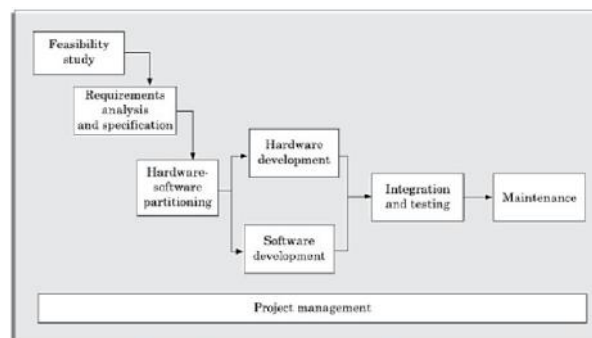 Feasibility
study
Requirements
analysis
and specification
Hardware-
software
partitioning
Hardware
development
Software
development
Integration
and testing
Maintenance
Project management